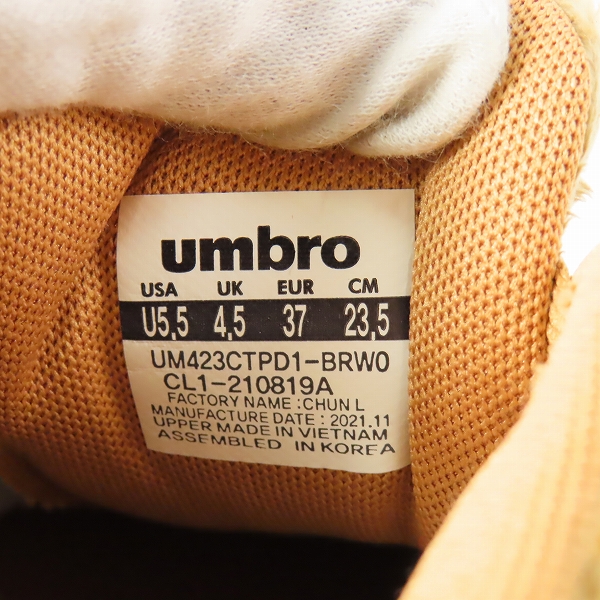 umbro
USA UK EUR CM
U5,5 4,5 37 23,5
UM423CTPD1-BRW0
CL1-210819A
FACTORY NAME : CHUN L
MANUFACTURE DATE : 2021.11
UPPER MADE IN VIETNAM
ASSEMBLED IN KOREA